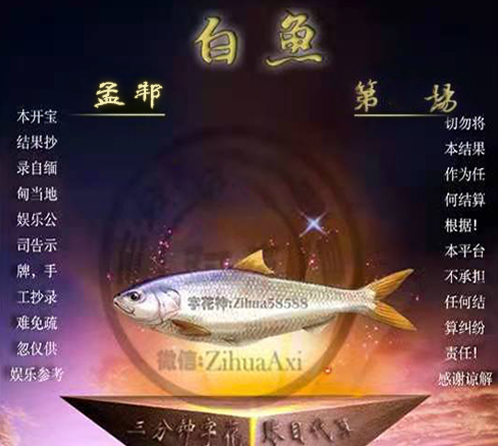 白魚
孟邦
第 场
本开宝
结果抄
录自缅
甸当地
娱乐公
司告示
牌，手
工抄录
难免疏
忽仅供
娱乐参考
切勿将
本结果
作为任
何结算
根据！
本平台
不承担
任何结
算纠纷
责任！
感谢谅解
字花神:Zihua58588
微信:ZihuaAxi
三分钟字花